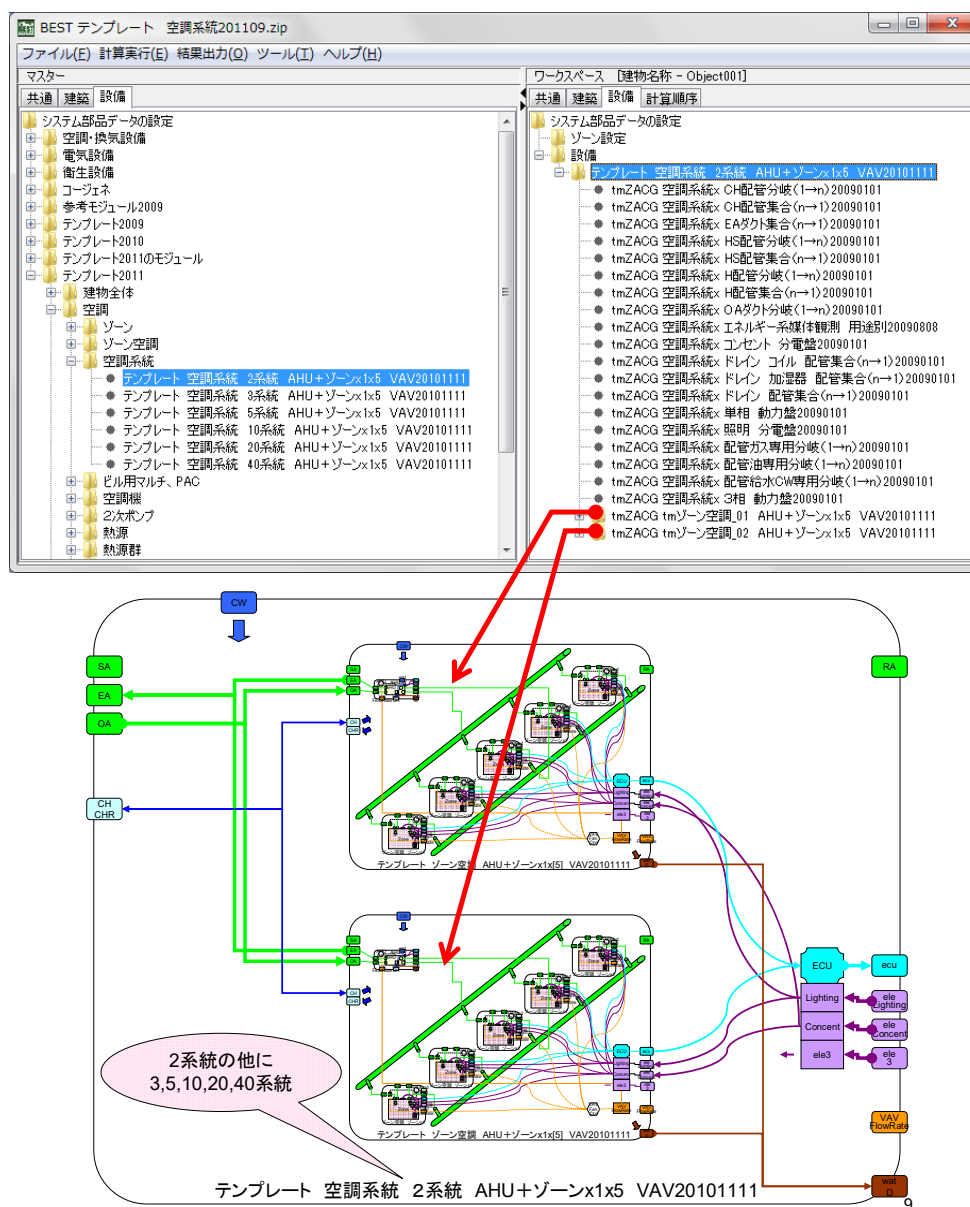 BEST テンプレート 空調系統201109.zip
ファイル(F) 計算実行(E) 結果出力(O) ツール(T) ヘルプ(H)
マスター
共通 建築 設備
システム部品データの設定
空調・換気設備
電気設備
衛生設備
コージェネ
参考モジュール2009
テンプレート2009
テンプレート2010
テンプレート2011のモジュール
テンプレート2011
建物全体
空調
ゾーン
ゾーン空調
空調系統
テンプレート 空調系統 2系統 AHU+ゾーンx1x5 VAV20101111
テンプレート 空調系統 3系統 AHU+ゾーンx1x5 VAV20101111
テンプレート 空調系統 5系統 AHU+ゾーンx1x5 VAV20101111
テンプレート 空調系統 10系統 AHU+ゾーンx1x5 VAV20101111
テンプレート 空調系統 20系統 AHU+ゾーンx1x5 VAV20101111
テンプレート 空調系統 40系統 AHU+ゾーンx1x5 VAV20101111
ビル用マルチ、PAC
空調機
2次ポンプ
熱源
熱源群
ワークスペース [建物名称 - Object001]
共通 建築 設備 計算順序
システム部品データの設定
ゾーン設定
設備
テンプレート 空調系統 2系統 AHU+ゾーンx1x5 VAV20101111
tmZACG 空調系統x CH配管分岐(1→n)20090101
tmZACG 空調系統x CH配管集合(n→1)20090101
tmZACG 空調系統x EAダクト集合(n→1)20090101
tmZACG 空調系統x HS配管分岐(1→n)20090101
tmZACG 空調系統x HS配管集合(n→1)20090101
tmZACG 空調系統x H配管分岐(1→n)20090101
tmZACG 空調系統x H配管集合(n→1)20090101
tmZACG 空調系統x OAダクト分岐(1→n)20090101
tmZACG 空調系統x エネルギー系媒体観測 用途別20090808
tmZACG 空調系統x コンセント 分電盤20090101
tmZACG 空調系統x ドレイン コイル 配管集合(n→1)20090101
tmZACG 空調系統x ドレイン 加湿器 配管集合(n→1)20090101
tmZACG 空調系統x ドレイン 配管集合(n→1)20090101
tmZACG 空調系統x 単相 動力盤20090101
tmZACG 空調系統x 照明 分電盤20090101
tmZACG 空調系統x 配管ガス専用分岐(1→n)20090101
tmZACG 空調系統x 配管油専用分岐(1→n)20090101
tmZACG 空調系統x 配管給水CW専用分岐(1→n)20090101
tmZACG 空調系統x 3相 動力盤20090101
tmZACG tmゾーン空調_01 AHU+ゾーンx1x5 VAV20101111
tmZACG tmゾーン空調_02 AHU+ゾーンx1x5 VAV20101111
CW
SA
EA
OA
CH
CHR
RA
CW
SA
EA
OA
CH
CHR
RA
Zone
Zone
Zone
Zone
Zone
ECU
ecu
Lighting
Concent
ele3
Fan
VAV
FlowRate
テンプレート ゾーン空調 AHU+ゾーンx1x[5] VAV20101111
CW
SA
EA
OA
CH
CHR
RA
Zone
Zone
Zone
Zone
Zone
ECU
ecu
Lighting
Concent
ele3
Fan
VAV
FlowRate
テンプレート ゾーン空調 AHU+ゾーンx1x[5] VAV20101111
ECU
ecu
Lighting
ele
Lighting
Concent
ele
Concent
ele3
ele
3
VAV
FlowRate
wat
D
2系統の他に
3,5,10,20,40系統
テンプレート 空調系統 2系統 AHU+ゾーンx1x5 VAV20101111
9